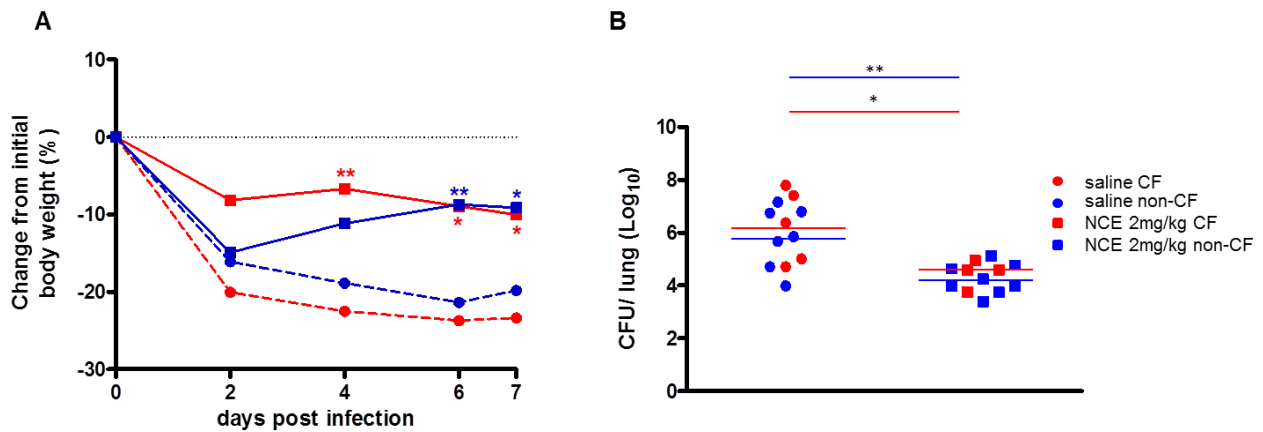 A
Change from initial
body weight (%)
10
0
-10
-20
-30
**
**
*
*
*
0
2
4
6
7
days post infection
B
**
*
CFU/ lung (Log10)
10
8
6
4
2
0
saline CF
saline non-CF
NCE 2mg/kg CF
NCE 2mg/kg non-CF